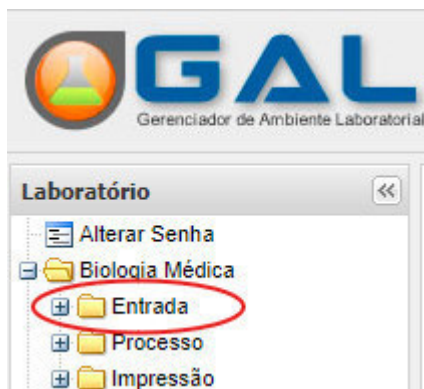 GAL
Gerenciador de Ambiente Laboratorial
Laboratório
Alterar Senha
Biologia Médica
Entrada
Processo
Impressão